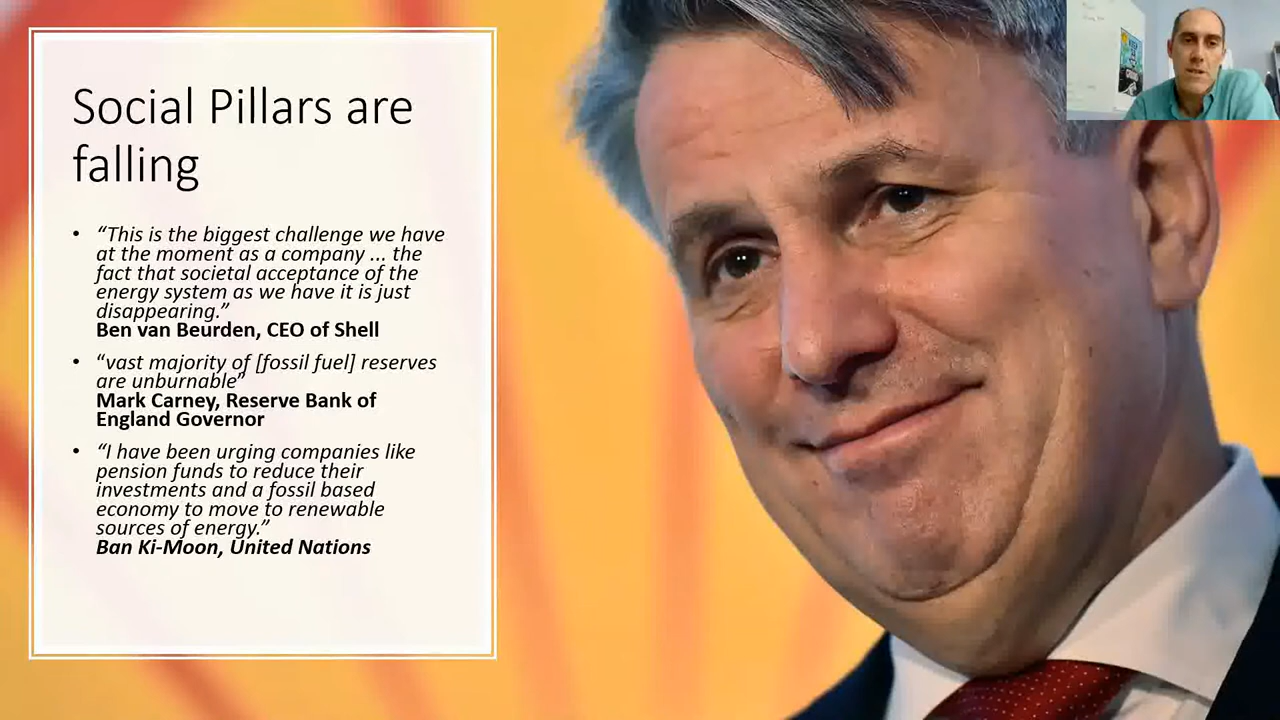 Social Pillars are
falling
• “This is the biggest challenge we have
at the moment as a company ... the
fact that societal acceptance of the
energy system as we have it is just
disappearing.”
Ben van Beurden, CEO of Shell
• “vast majority of [fossil fuel] reserves
are unburnable”
Mark Carney, Reserve Bank of
England Governor
• “I have been urging companies like
pension funds to reduce their
investments and a fossil based
economy to move to renewable
sources of energy.”
Ban Ki-Moon, United Nations